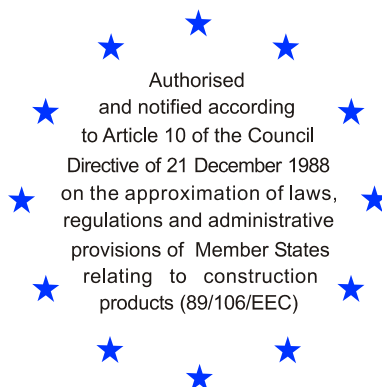 Authorised
and notified according
to Article 10 of the Council
Directive of 21 December 1988
on the approximation of laws,
regulations and administrative
provisions of Member States
relating to construction
products (89/106/EEC)